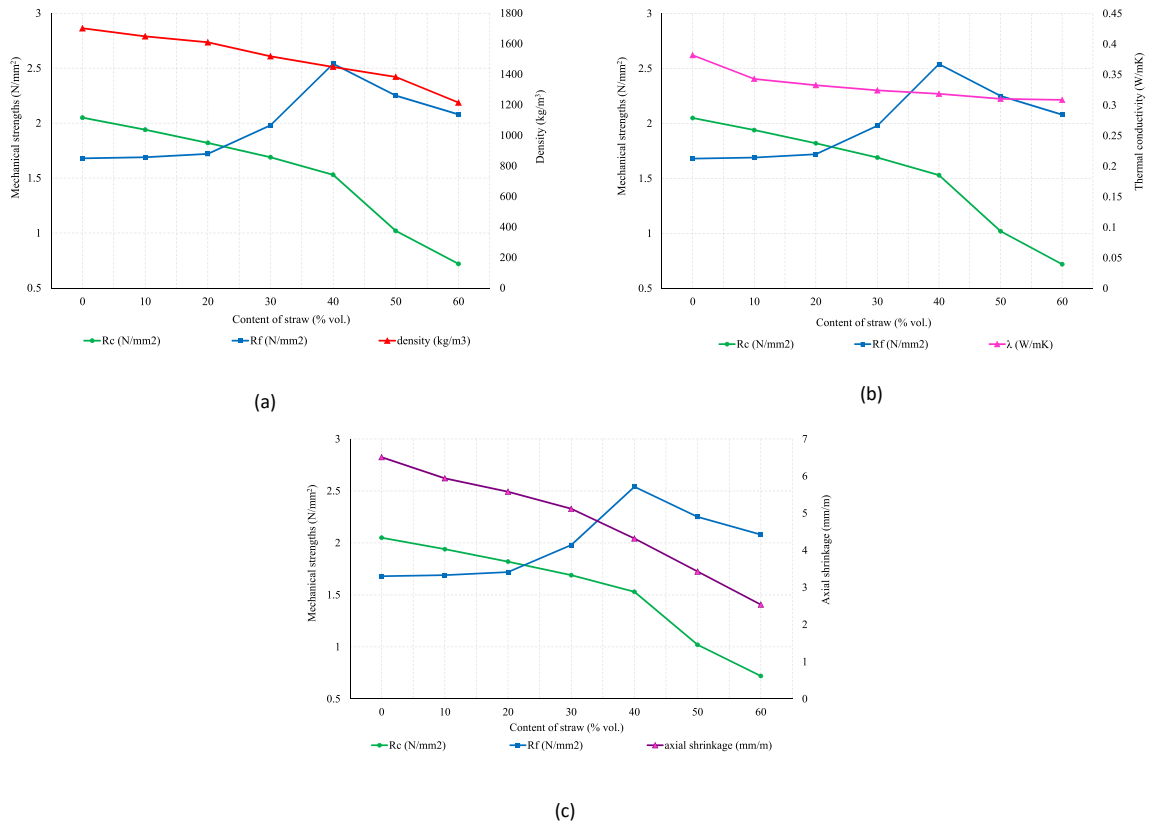 Mechanical strengths (N/mm²)
3
2.5
2
1.5
1
0.5
1800
1600
1400
1200
1000
800
600
400
200
0
Density (kg/m³)
0 10 20 30 40 50 60
Content of straw (% vol.)
Rc (N/mm2) Rf (N/mm2) density (kg/m3)
(a)
Mechanical strengths (N/mm²)
3
2.5
2
1.5
1
0.5
0.45
0.4
0.35
0.3
0.25
0.2
0.15
0.1
0.05
0
Thermal conductivity (W/mK)
0 10 20 30 40 50 60
Content of straw (% vol.)
Rc (N/mm2) Rf (N/mm2) λ (W/mK)
(b)
Mechanical strengths (N/mm²)
3
2.5
2
1.5
1
0.5
7
6
5
4
3
2
1
0
Axial shrinkage (mm/m)
0 10 20 30 40 50 60
Content of straw (% vol.)
Rc (N/mm2) Rf (N/mm2) axial shrinkage (mm/m)
(c)